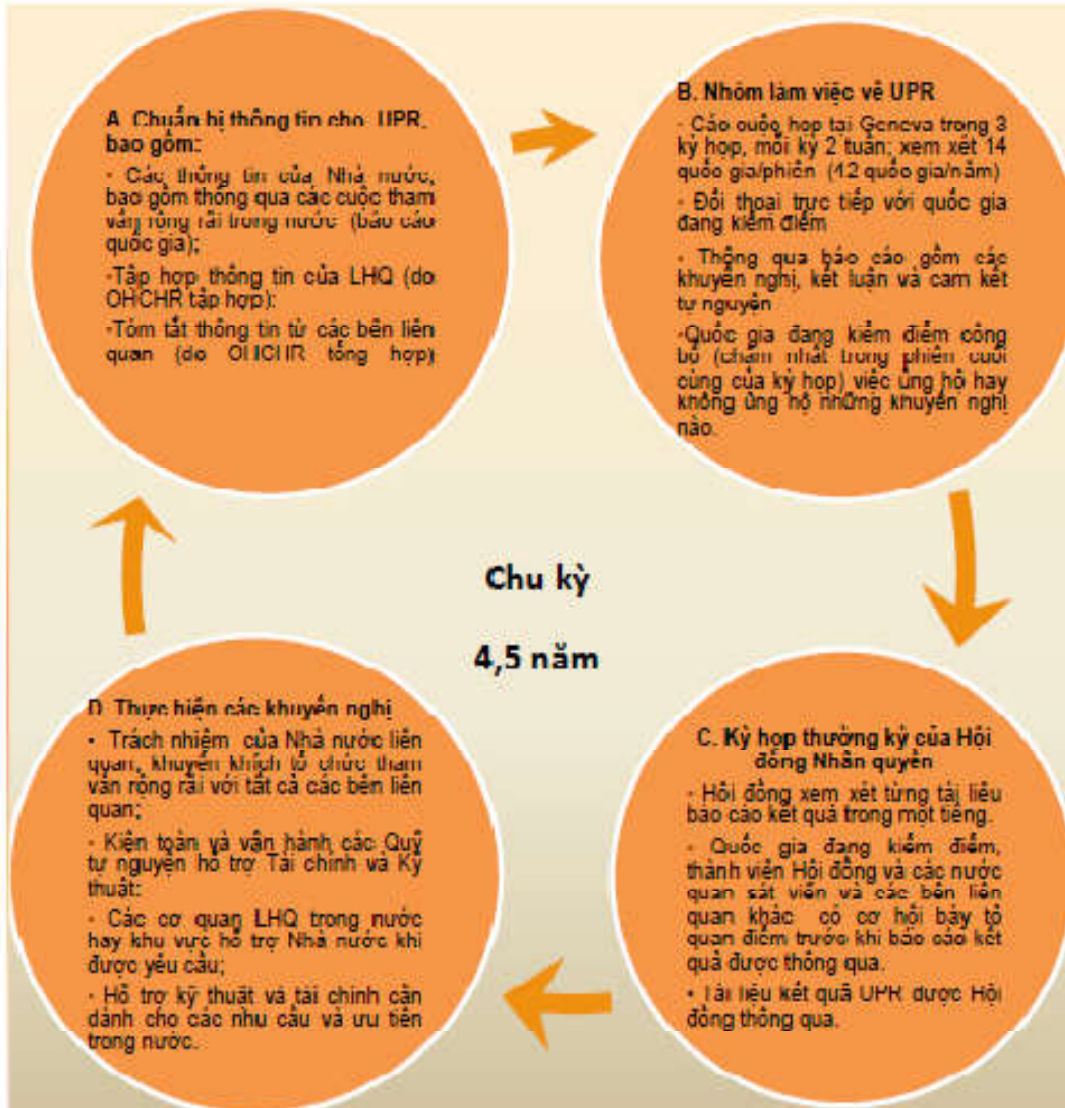 A. Chuẩn bị thông tin cho UPR,
bao gồm:
• Các thông tin của Nhà nước,
bao gồm thông qua các cuộc tham
vấn rộng rãi trong nước (báo cáo
quốc gia);
•Tập hợp thông tin của LHQ (do
OHCHR tập hợp);
•Tóm tắt thông tin từ các bên liên
quan (do OHCHR tổng hợp)
B. Nhóm làm việc về UPR
• Các cuộc họp tại Geneva trong 3
kỳ họp, mỗi kỳ 2 tuần; xem xét 14
quốc gia/phiên (42 quốc gia/năm)
•Đối thoại trực tiếp với quốc gia
đang kiểm điểm
• Thông qua báo cáo gồm các
khuyến nghị, kết luận và cam kết
tự nguyện
•Quốc gia đang kiểm điểm công
bố (chậm nhất trong phiên cuối
cùng của kỳ họp) việc ủng hộ hay
không ủng hộ những khuyến nghị
nào.
Chu kỳ
4,5 năm
C. Kỳ họp thường kỳ của Hội
đồng Nhân quyền
• Hội đồng xem xét từng tài liệu
báo cáo kết quả trong một tiếng.
• Quốc gia đang kiểm điểm,
thành viên Hội đồng và các nước
quan sát viên và các bên liên
quan khác có cơ hội bày tỏ
quan điểm trước khi báo cáo kết
quả được thông qua.
• Tài liệu kết quả UPR được Hội
đồng thông qua.
D. Thực hiện các khuyến nghị
• Trách nhiệm của Nhà nước liên
quan, khuyến khích tổ chức tham
vấn rộng rãi với tất cả các bên liên
quan;
• Kiện toàn và vận hành các Quỹ
tự nguyện hỗ trợ Tài chính và Kỹ
thuật;
• Các cơ quan LHQ trong nước
hay khu vực hỗ trợ Nhà nước khi
được yêu cầu;
• Hỗ trợ kỹ thuật và tài chính cần
dành cho các nhu cầu và ưu tiên
trong nước.